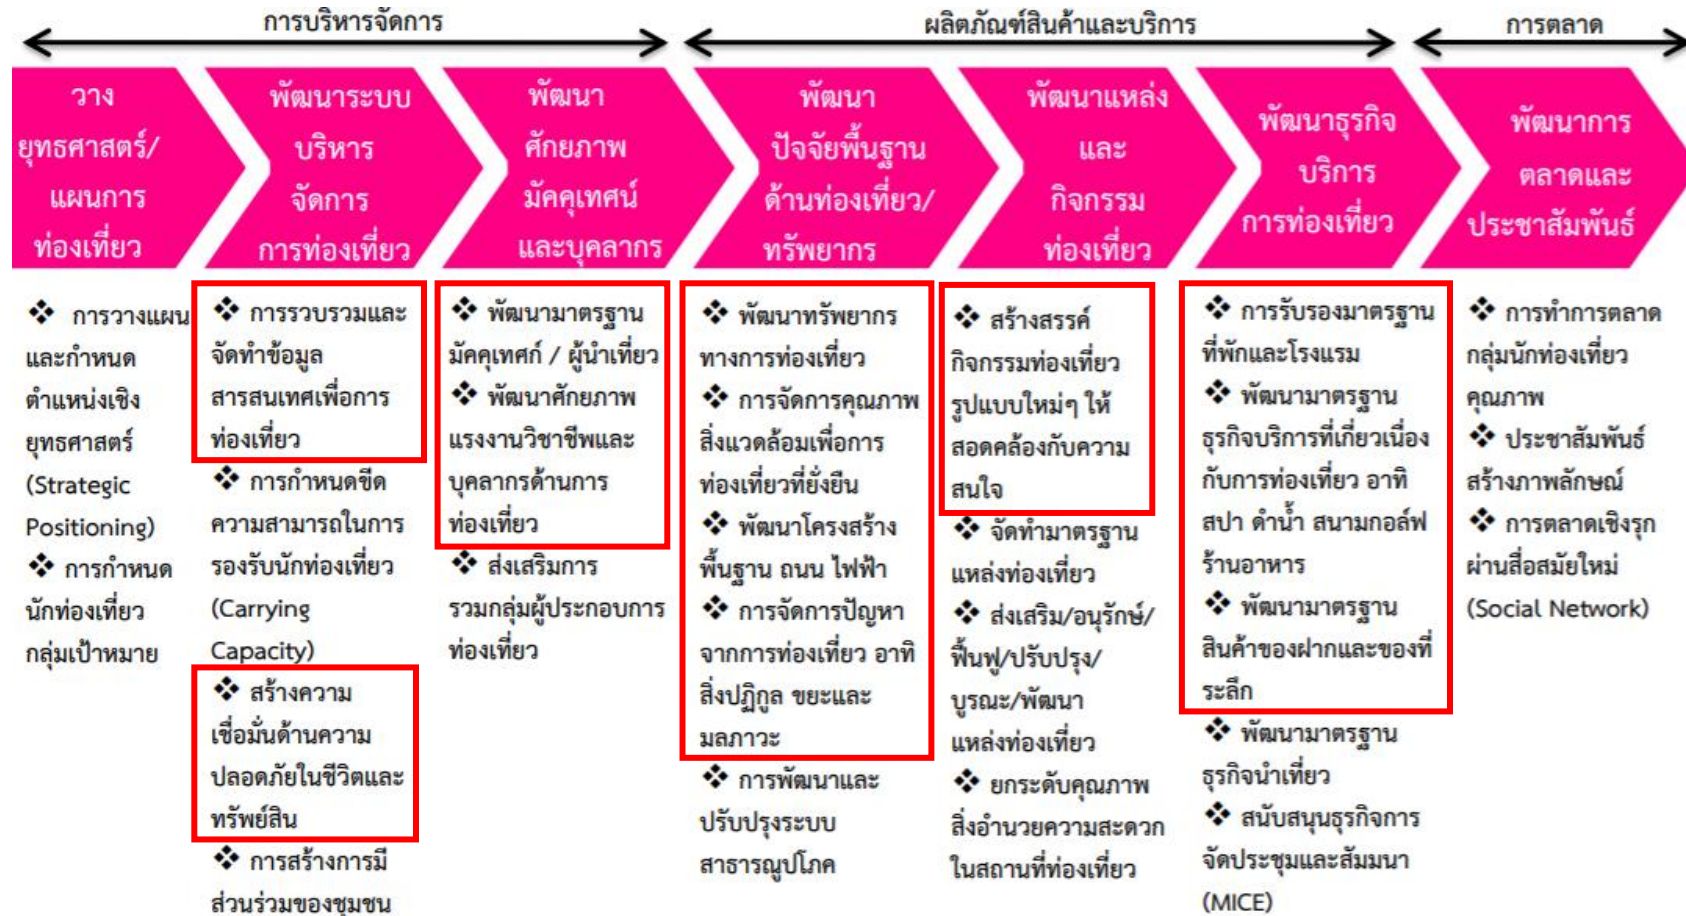 การบริหารจัดการ
ผลิตภัณฑ์สินค้าและบริการ
การตลาด
วาง
ยุทธศาสตร์/
แผนการ
ท่องเที่ยว
พัฒนาระบบ
บริหาร
จัดการ
การท่องเที่ยว
พัฒนา
ศักยภาพ
มัคคุเทศน์
และบุคลากร
พัฒนา
ปัจจัยพื้นฐาน
ด้านท่องเที่ยว/
ทรัพยากร
พัฒนาแหล่ง
และ
กิจกรรม
ท่องเที่ยว
พัฒนาธุรกิจ
บริการ
การท่องเที่ยว
พัฒนาการ
ตลาดและ
ประชาสัมพันธ์
❖ การวางแผน
และกำหนด
ตำแหน่งเชิง
ยุทธศาสตร์
(Strategic
Positioning)
❖ การกำหนด
นักท่องเที่ยว
กลุ่มเป้าหมาย
❖ การรวบรวมและ
จัดทำข้อมูล
สารสนเทศเพื่อการ
ท่องเที่ยว
❖ การกำหนดขีด
ความสามารถในการ
รองรับนักท่องเที่ยว
(Carrying
Capacity)
❖ สร้างความ
เชื่อมั่นด้านความ
ปลอดภัยในชีวิตและ
ทรัพย์สิน
❖ การสร้างการมี
ส่วนร่วมของชุมชน
❖ พัฒนามาตรฐาน
มัคคุเทศก์ / ผู้นำเที่ยว
❖ พัฒนาศักยภาพ
แรงงานวิชาชีพและ
บุคลากรด้านการ
ท่องเที่ยว
❖ ส่งเสริมการ
รวมกลุ่มผู้ประกอบการ
ท่องเที่ยว
❖ พัฒนาทรัพยากร
ทางการท่องเที่ยว
❖ การจัดการคุณภาพ
สิ่งแวดล้อมเพื่อการ
ท่องเที่ยวที่ยั่งยืน
❖ พัฒนาโครงสร้าง
พื้นฐาน ถนน ไฟฟ้า
❖ การจัดการปัญหา
จากการท่องเที่ยว อาทิ
สิ่งปฏิกูล ขยะและ
มลภาวะ
❖ การพัฒนาและ
ปรับปรุงระบบ
สาธารณูปโภค
❖ สร้างสรรค์
กิจกรรมท่องเที่ยว
รูปแบบใหม่ๆ ให้
สอดคล้องกับความ
สนใจ
❖ จัดทำมาตรฐาน
แหล่งท่องเที่ยว
❖ ส่งเสริม/อนุรักษ์/
ฟื้นฟู/ปรับปรุง/
บูรณะ/พัฒนา
แหล่งท่องเที่ยว
❖ ยกระดับคุณภาพ
สิ่งอำนวยความสะดวก
ในสถานที่ท่องเที่ยว
❖ การรับรองมาตรฐาน
ที่พักและโรงแรม
❖ พัฒนามาตรฐาน
ธุรกิจบริการที่เกี่ยวเนื่อง
กับการท่องเที่ยว อาทิ
สปา ดำน้ำ สนามกอล์ฟ
ร้านอาหาร
❖ พัฒนามาตรฐาน
สินค้าของฝากและของที่
ระลึก
❖ พัฒนามาตรฐาน
ธุรกิจนำเที่ยว
❖ สนับสนุนธุรกิจการ
จัดประชุมและสัมมนา
(MICE)
❖ การทำการตลาด
กลุ่มนักท่องเที่ยว
คุณภาพ
❖ ประชาสัมพันธ์
สร้างภาพลักษณ์
❖ การตลาดเชิงรุก
ผ่านสื่อสมัยใหม่
(Social Network)